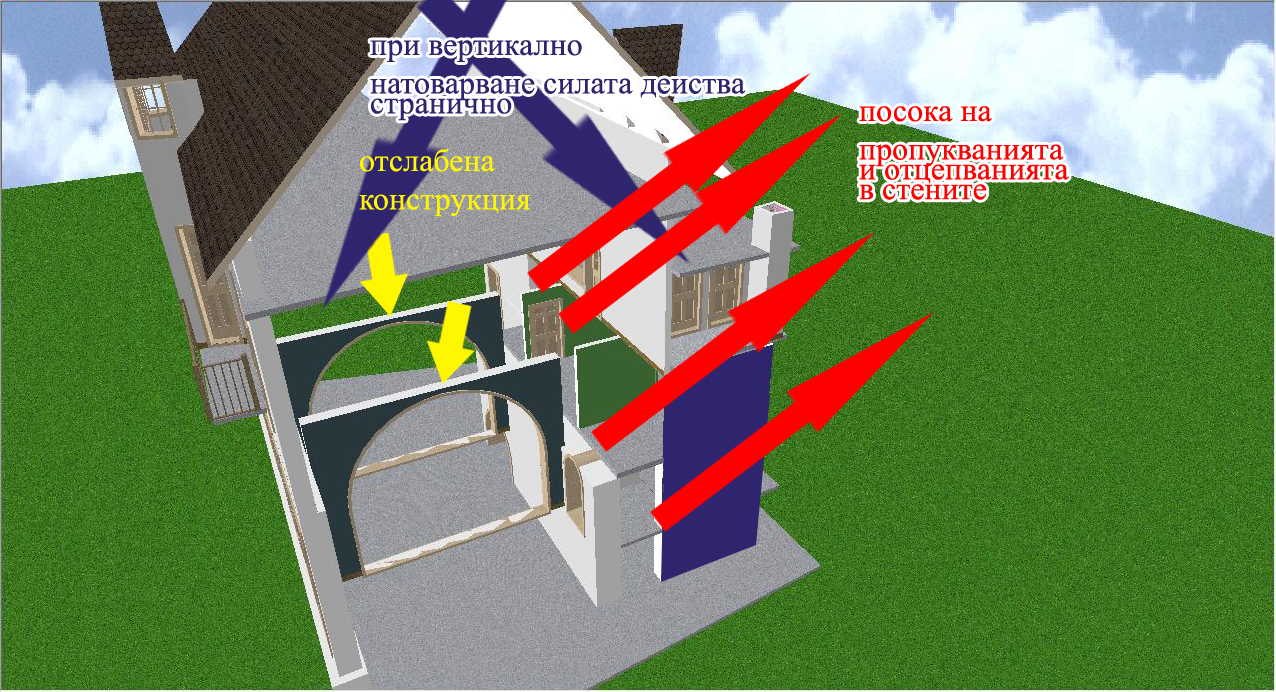 при вертикално
натоварване силата деиства
странично
отслабена
конструкция
посока на
пропукванията
и отцепванията
в стените